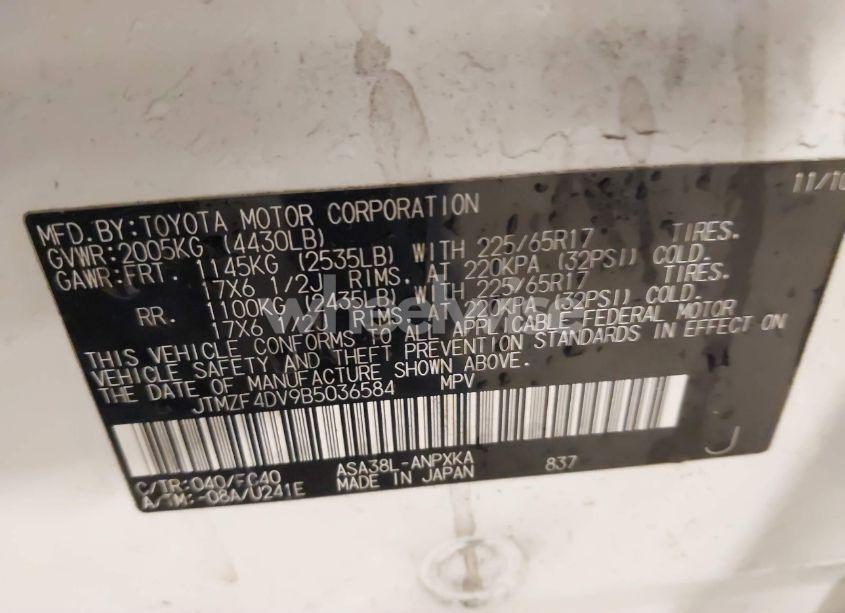 11/10
MFD.BY:TOYOTA MOTOR CORPORATION
GVWR:2005KG (4430LB)
GAWR:FRT. 1145KG (2535LB) WITH 225/65R17 TIRES.
17X6 1/2J RIMS. AT 220KPA (32PSI) COLD.
RR. 1100KG (2435LB) WITH 225/65R17 TIRES.
17X6 1/2J RIMS. AT 220KPA (32PSI) COLD.
THIS VEHICLE CONFORMS TO ALL APPLICABLE FEDERAL MOTOR
VEHICLE SAFETY AND THEFT PREVENTION STANDARDS IN EFFECT ON
THE DATE OF MANUFACTURE SHOWN ABOVE.
JTMZF4DV9B5036584 MPV
C/TR:040/FC40 ASA38L-ANPXKA 837
A/TM:-08A/U241E MADE IN JAPAN
J